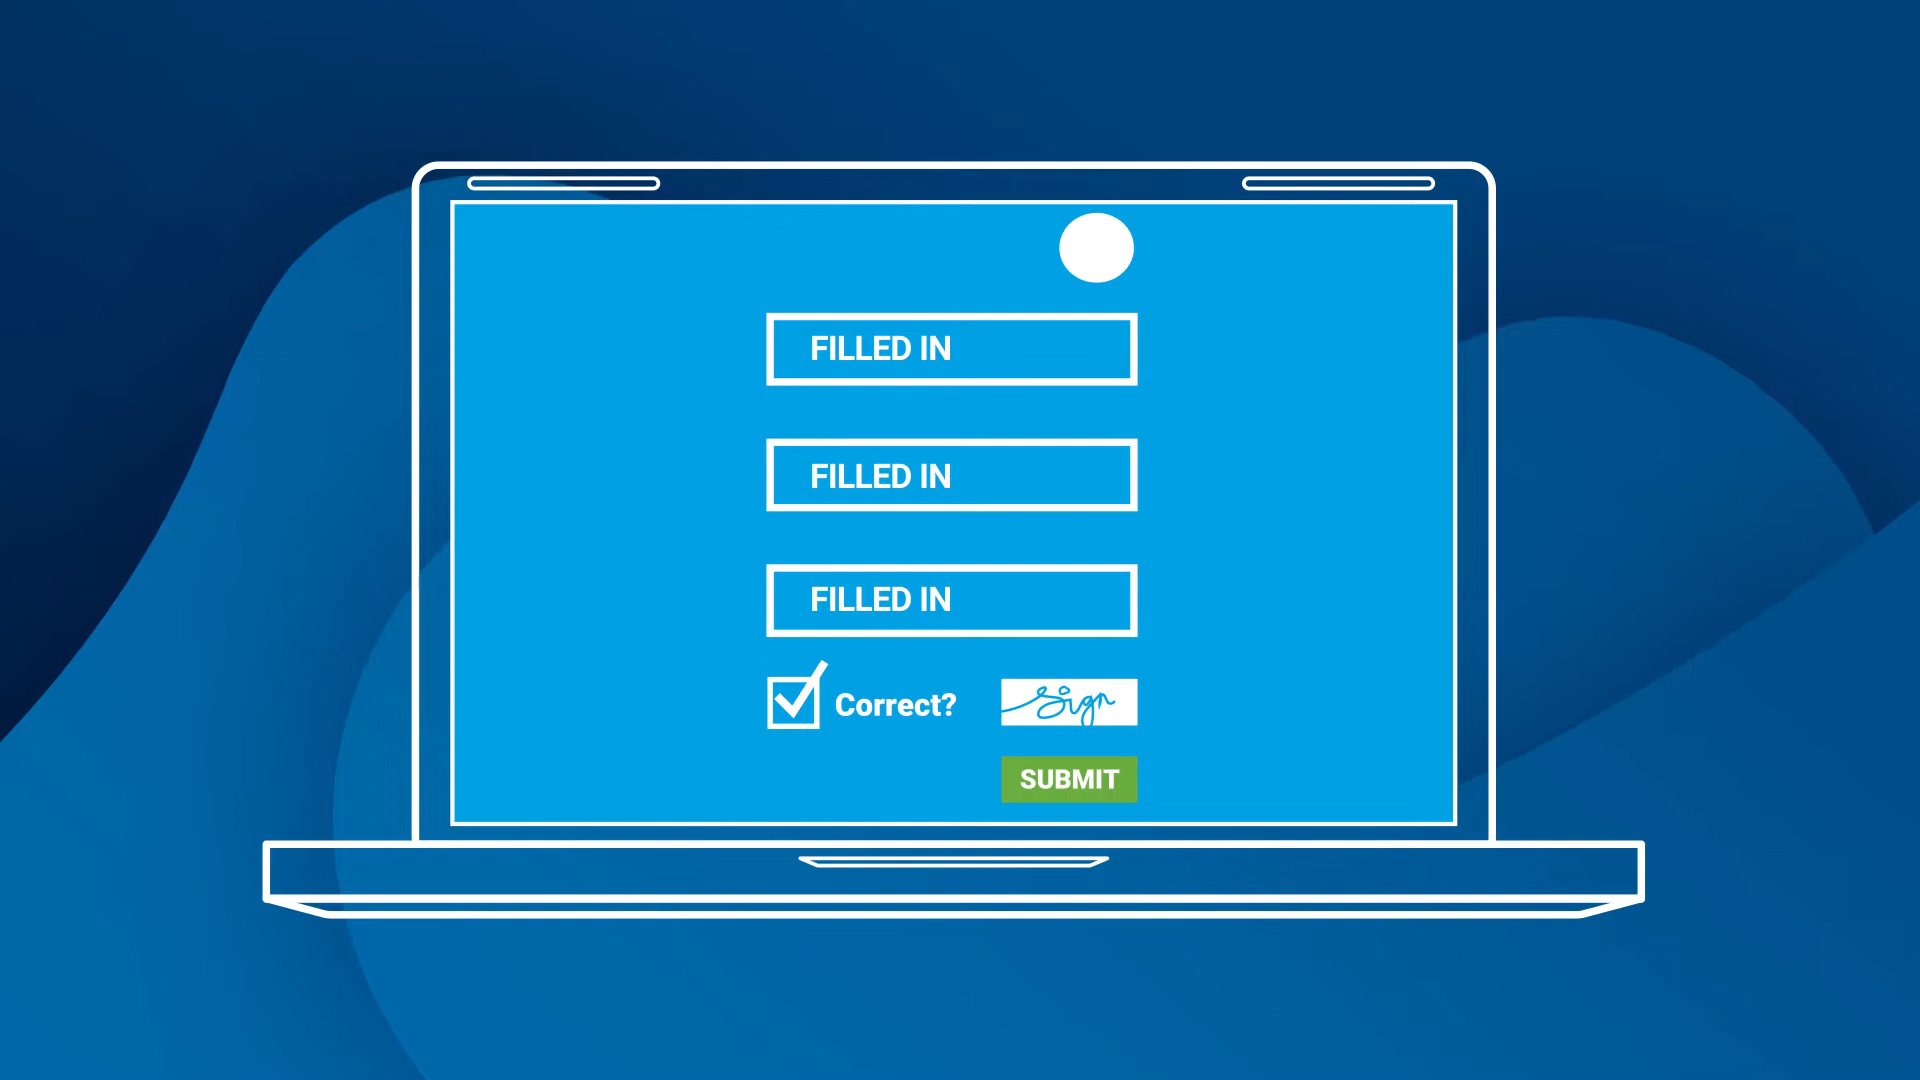 FILLED IN
FILLED IN
FILLED IN
Correct?
Sign
SUBMIT